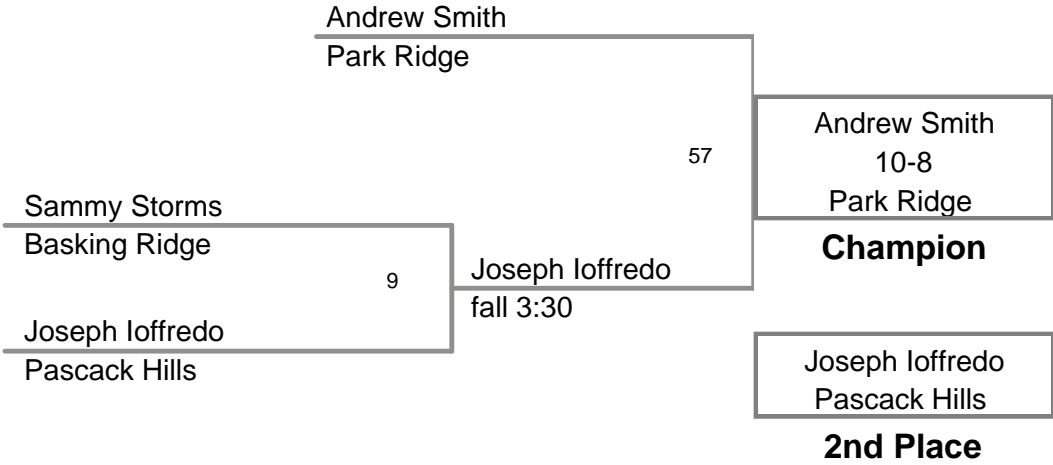 Andrew Smith
Park Ridge
57
Andrew Smith
10-8
Park Ridge
Champion
Sammy Storms
Basking Ridge
9
Joseph Ioffredo
fall 3:30
Joseph Ioffredo
Pascack Hills
Joseph Ioffredo
Pascack Hills
2nd Place